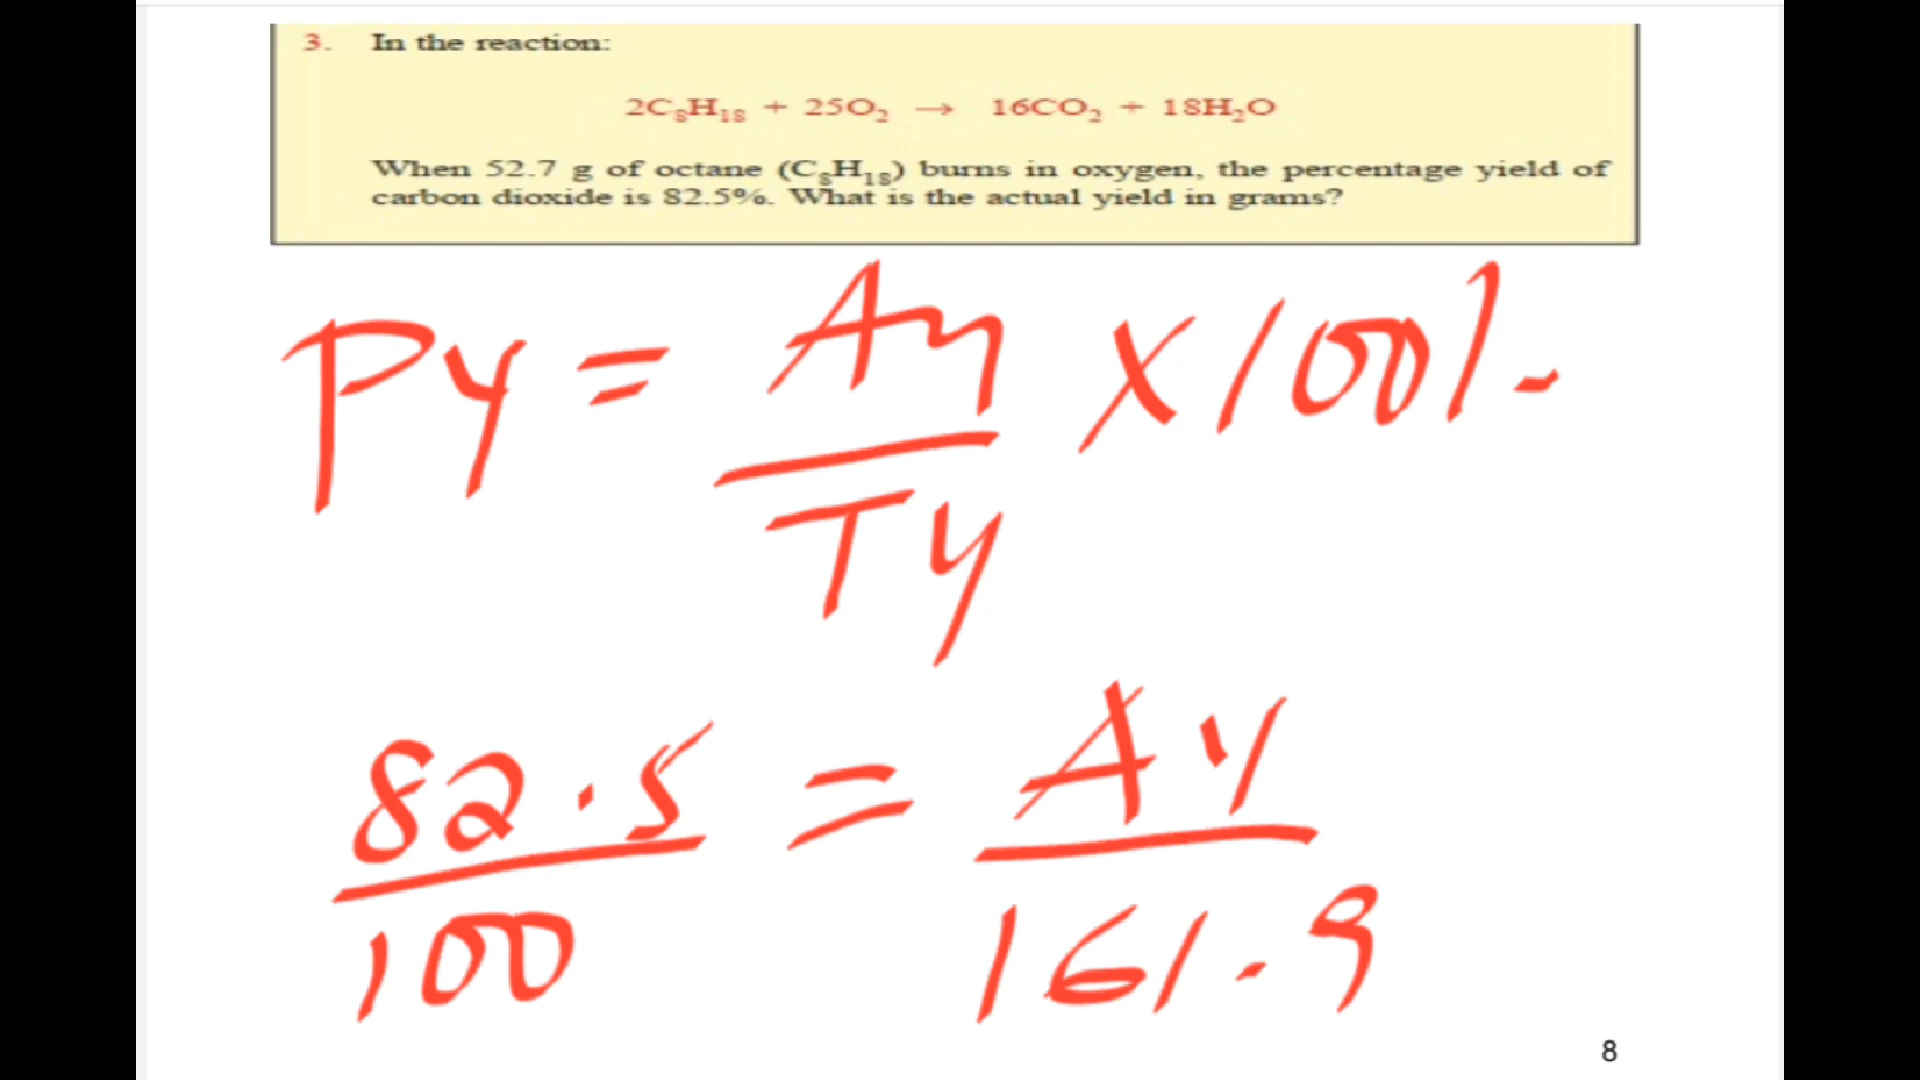 3. In the reaction:
2C₈H₁₈ + 25O₂ → 16CO₂ + 18H₂O
When 52.7 g of octane (C₈H₁₈) burns in oxygen, the percentage yield of
carbon dioxide is 82.5%. What is the actual yield in grams?
PY = Ay/Ty x 100%
82.5/100 = Ay/161.9
8